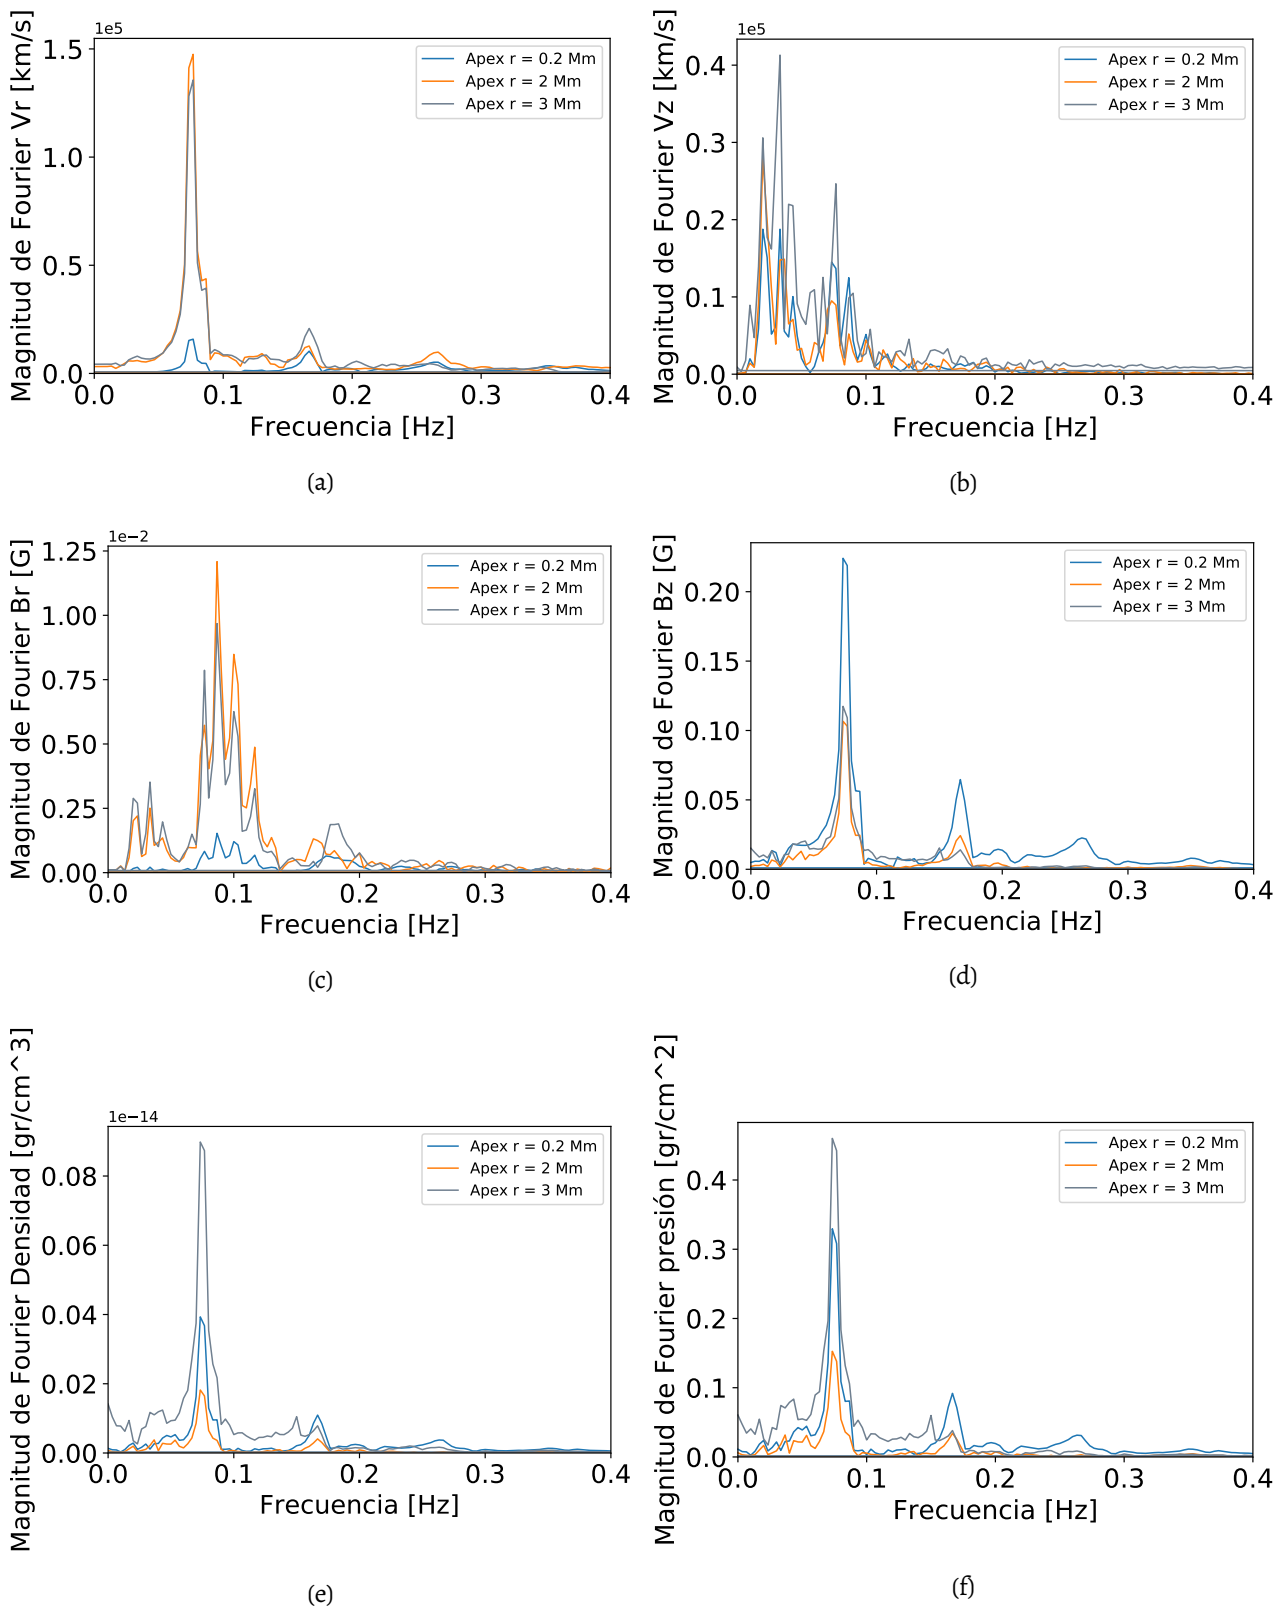 1e5
Magnitud de Fourier Vr [km/s]
1.5
1.0
0.5
0.0
0.0 0.1 0.2 0.3 0.4
Frecuencia [Hz]
Apex r = 0.2 Mm
Apex r = 2 Mm
Apex r = 3 Mm
(a)
1e5
Magnitud de Fourier Vz [km/s]
0.4
0.3
0.2
0.1
0.0
0.0 0.1 0.2 0.3 0.4
Frecuencia [Hz]
Apex r = 0.2 Mm
Apex r = 2 Mm
Apex r = 3 Mm
(b)
1e−2
Magnitud de Fourier Br [G]
1.25
1.00
0.75
0.50
0.25
0.00
0.0 0.1 0.2 0.3 0.4
Frecuencia [Hz]
Apex r = 0.2 Mm
Apex r = 2 Mm
Apex r = 3 Mm
(c)
Magnitud de Fourier Bz [G]
0.20
0.15
0.10
0.05
0.00
0.0 0.1 0.2 0.3 0.4
Frecuencia [Hz]
Apex r = 0.2 Mm
Apex r = 2 Mm
Apex r = 3 Mm
(d)
1e−14
Magnitud de Fourier Densidad [gr/cm^3]
0.08
0.06
0.04
0.02
0.00
0.0 0.1 0.2 0.3 0.4
Frecuencia [Hz]
Apex r = 0.2 Mm
Apex r = 2 Mm
Apex r = 3 Mm
(e)
Magnitud de Fourier presión [gr/cm^2]
0.4
0.3
0.2
0.1
0.0
0.0 0.1 0.2 0.3 0.4
Frecuencia [Hz]
Apex r = 0.2 Mm
Apex r = 2 Mm
Apex r = 3 Mm
(f)